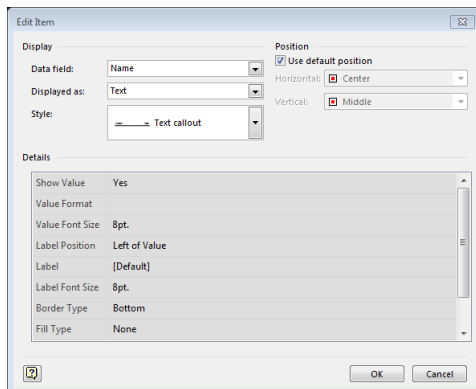 Edit Item
Display
Data field: Name
Displayed as: Text
Style: Text callout
Position
Use default position
Horizontal: Center
Vertical: Middle
Details
Show Value Yes
Value Format
Value Font Size 8pt.
Label Position Left of Value
Label [Default]
Label Font Size 8pt.
Border Type Bottom
Fill Type None
OK Cancel